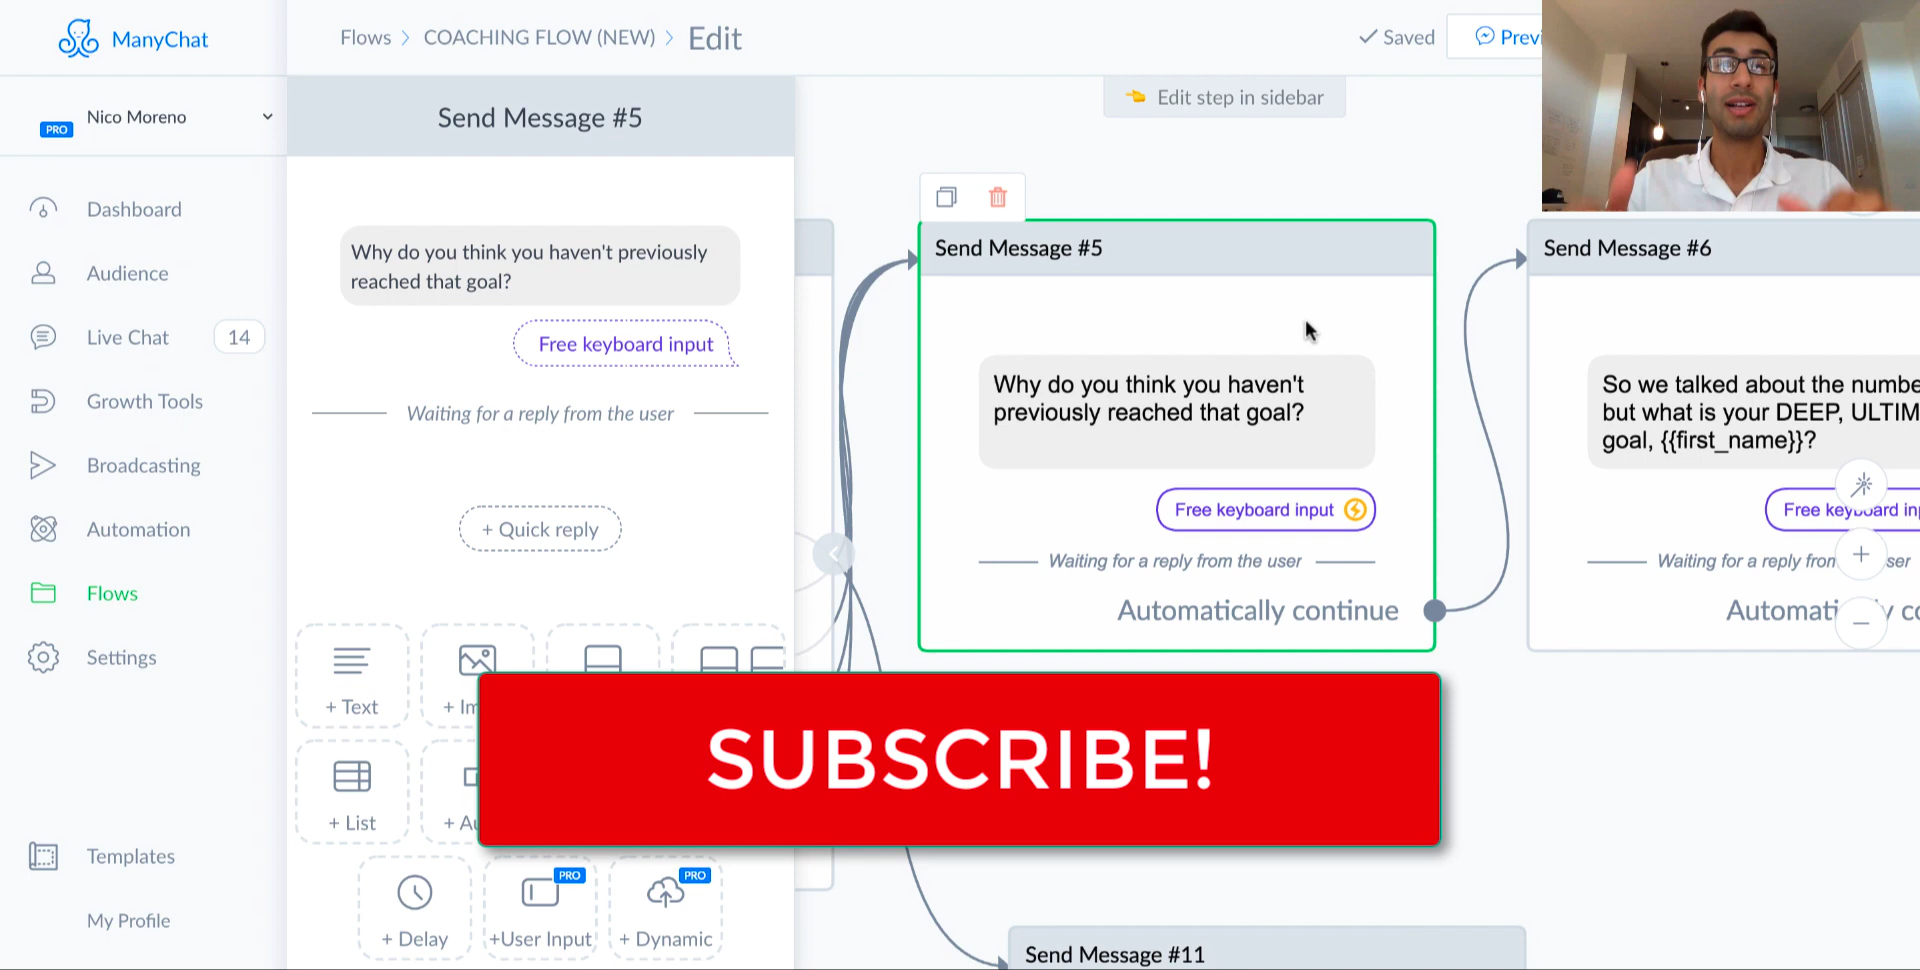 ManyChat
Flows > COACHING FLOW (NEW) > Edit
Saved
PRO
Nico Moreno
Dashboard
Audience
Live Chat 14
Growth Tools
Broadcasting
Automation
Flows
Settings
Templates
My Profile
Send Message #5
Why do you think you haven't previously
reached that goal?
Free keyboard input
Waiting for a reply from the user
+ Quick reply
+ Text
+ List
+ Delay
PRO
+User Input
PRO
+ Dynamic
Edit step in sidebar
Send Message #5
Why do you think you haven't
previously reached that goal?
Free keyboard input
Waiting for a reply from the user
Automatically continue
Send Message #6
So we talked about the
but what is your DEEP,
goal, {{first_name}}?
Waiting for a reply
SUBSCRIBE!
Send Message #11